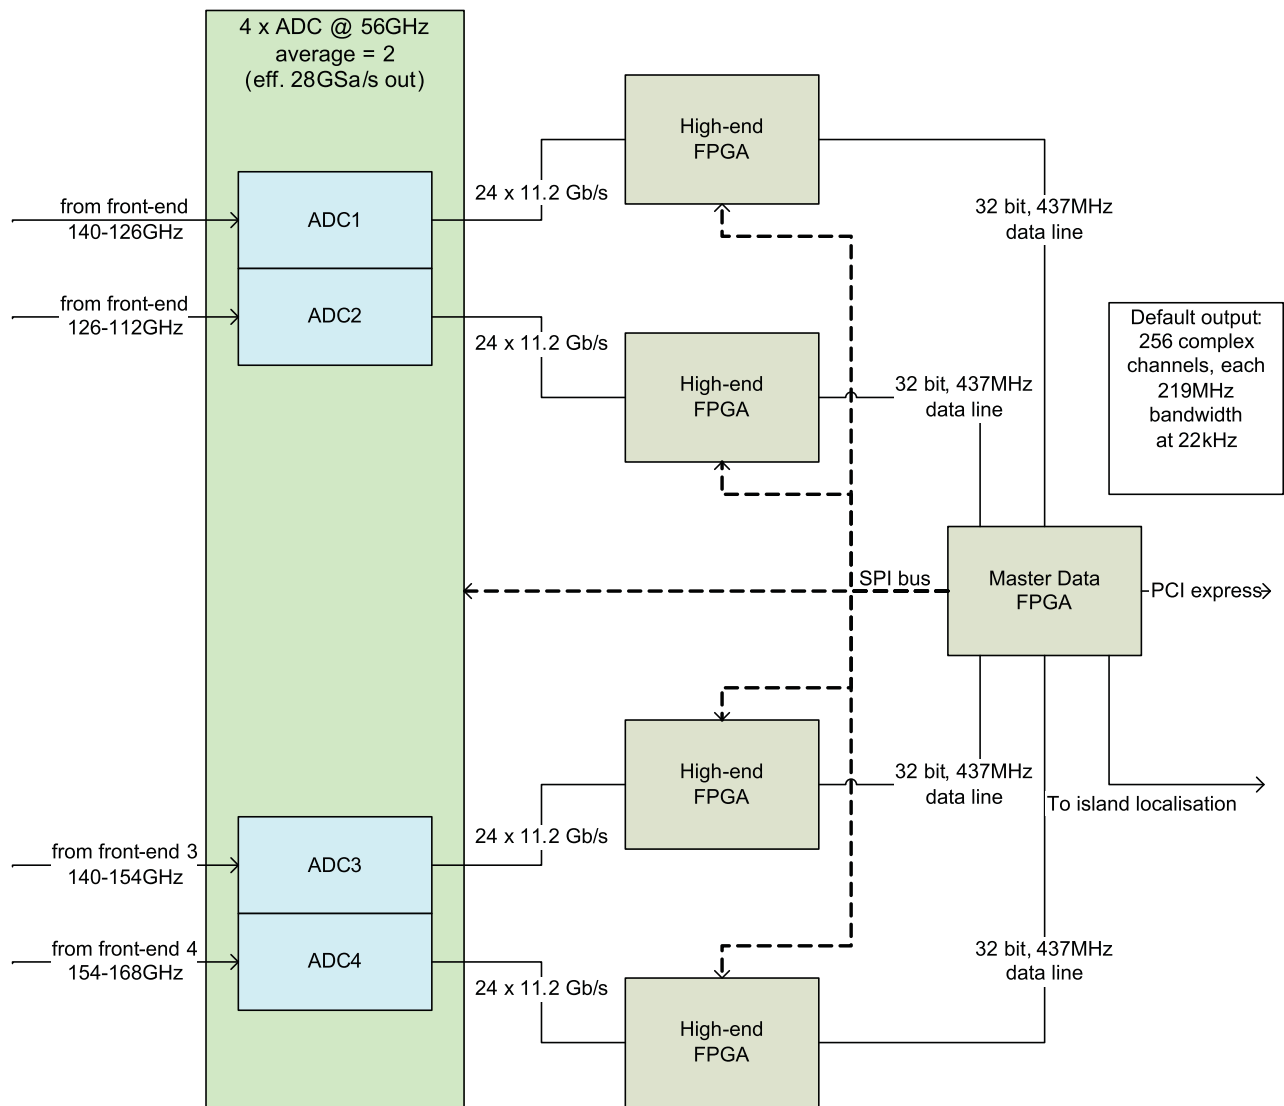 4 x ADC @ 56GHz
average = 2
(eff. 28GSa/s out)
High-end
FPGA
24 x 11.2 Gb/s
from front-end
140-126GHz
ADC1
32 bit, 437MHz
data line
from front-end
126-112GHz
ADC2
24 x 11.2 Gb/s
High-end
FPGA
32 bit, 437MHz
data line
Default output:
256 complex
channels, each
219MHz
bandwidth
at 22kHz
SPI bus
Master Data
FPGA
PCI express
High-end
FPGA
32 bit, 437MHz
data line
To island localisation
24 x 11.2 Gb/s
from front-end 3
140-154GHz
ADC3
from front-end 4
154-168GHz
ADC4
32 bit, 437MHz
data line
24 x 11.2 Gb/s
High-end
FPGA